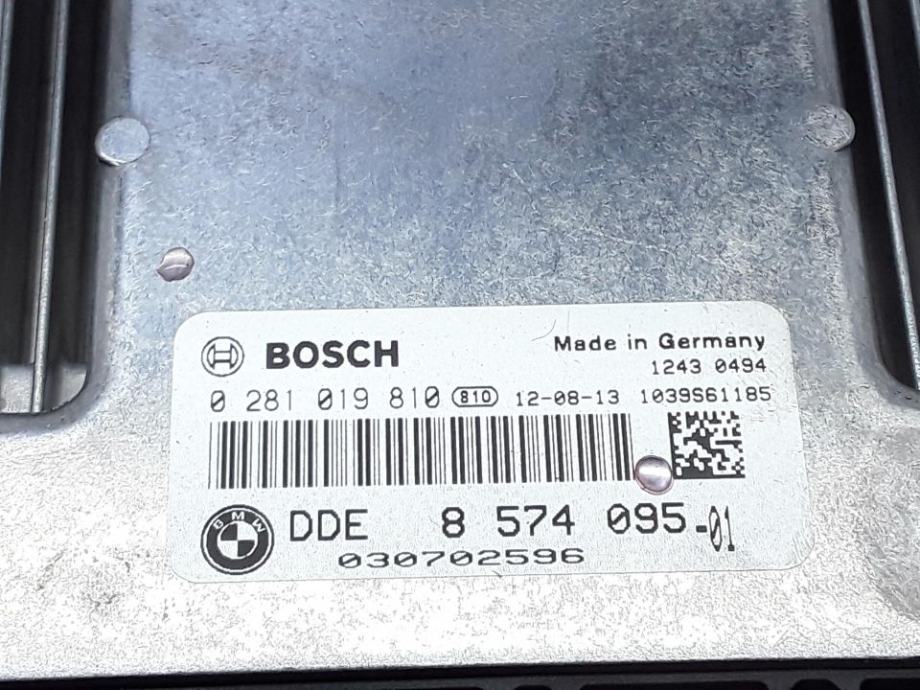 BOSCH Made in Germany
1243 0494
0 281 019 810 810 12-08-13 1039S61185
BMW DDE 8 574 095-01
030702596